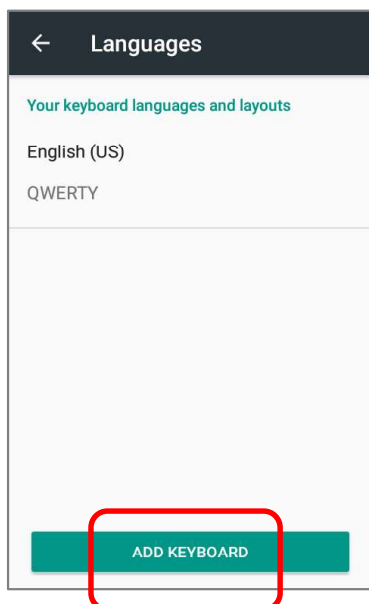 Languages
Your keyboard languages and layouts
English (US)
QWERTY
ADD KEYBOARD